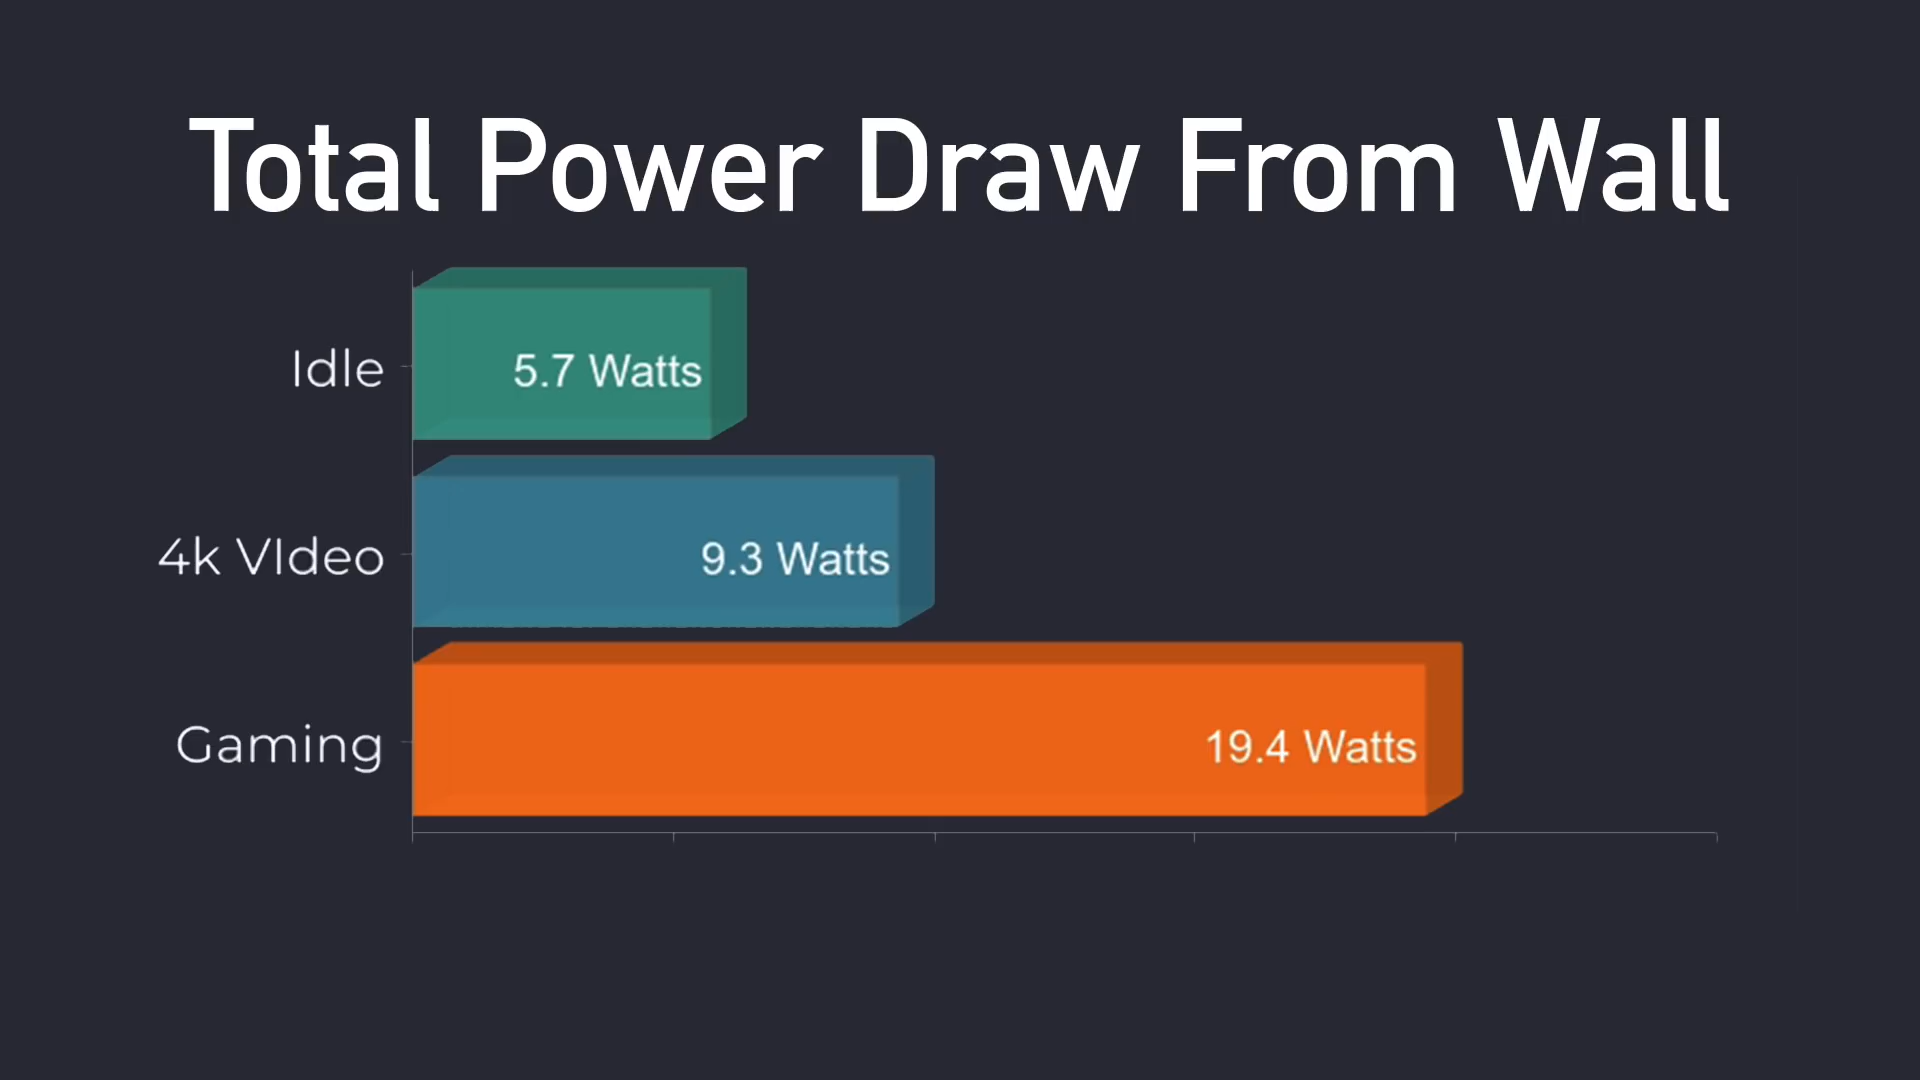 Total Power Draw From Wall
Idle
5.7 Watts
4k VIdeo
9.3 Watts
Gaming
19.4 Watts